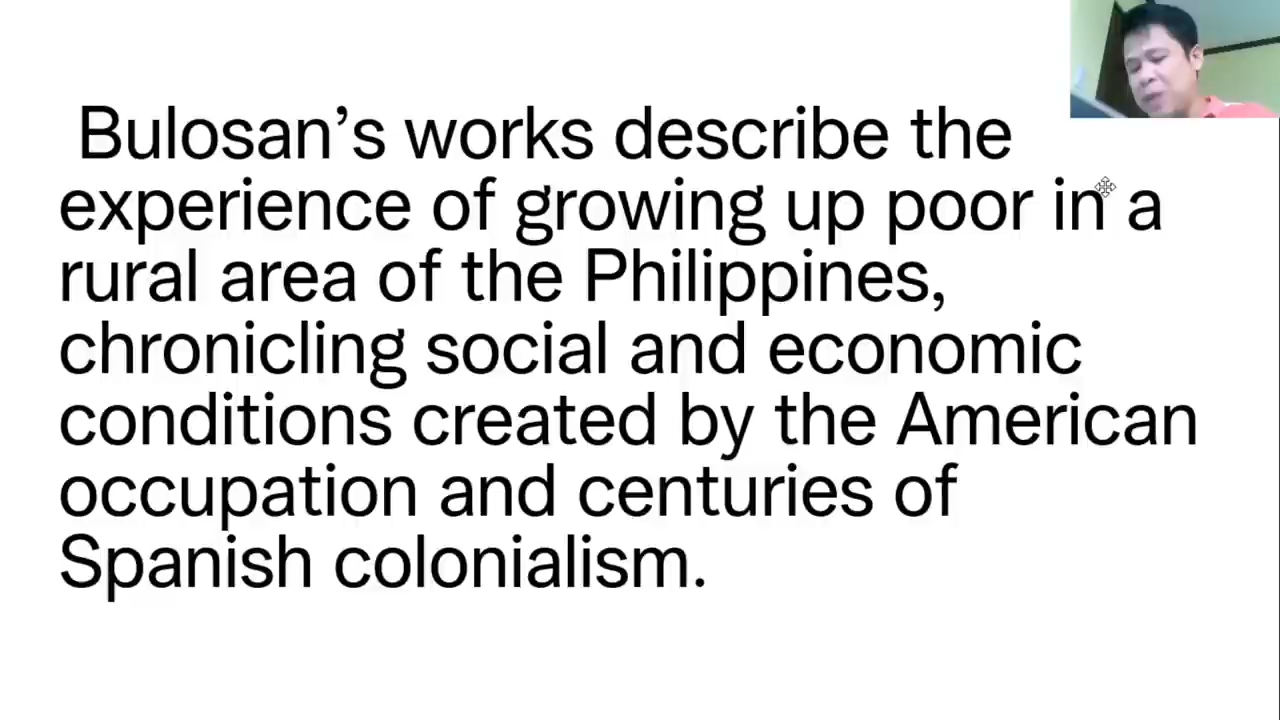 Bulosan’s works describe the
experience of growing up poor in a
rural area of the Philippines,
chronicling social and economic
conditions created by the American
occupation and centuries of
Spanish colonialism.